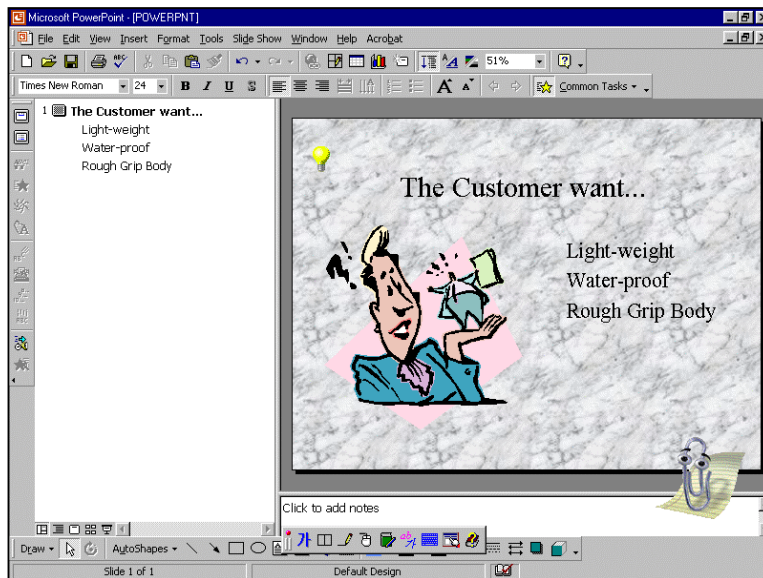 Microsoft PowerPoint - [POWERPNT]
File Edit View Insert Format Tools Slide Show Window Help Acrobat
51%
Times New Roman 24 B I U S Common Tasks
1 The Customer want...
Light-weight
Water-proof
Rough Grip Body
The Customer want...
Light-weight
Water-proof
Rough Grip Body
Click to add notes
가
Draw AutoShapes
Slide 1 of 1 Default Design